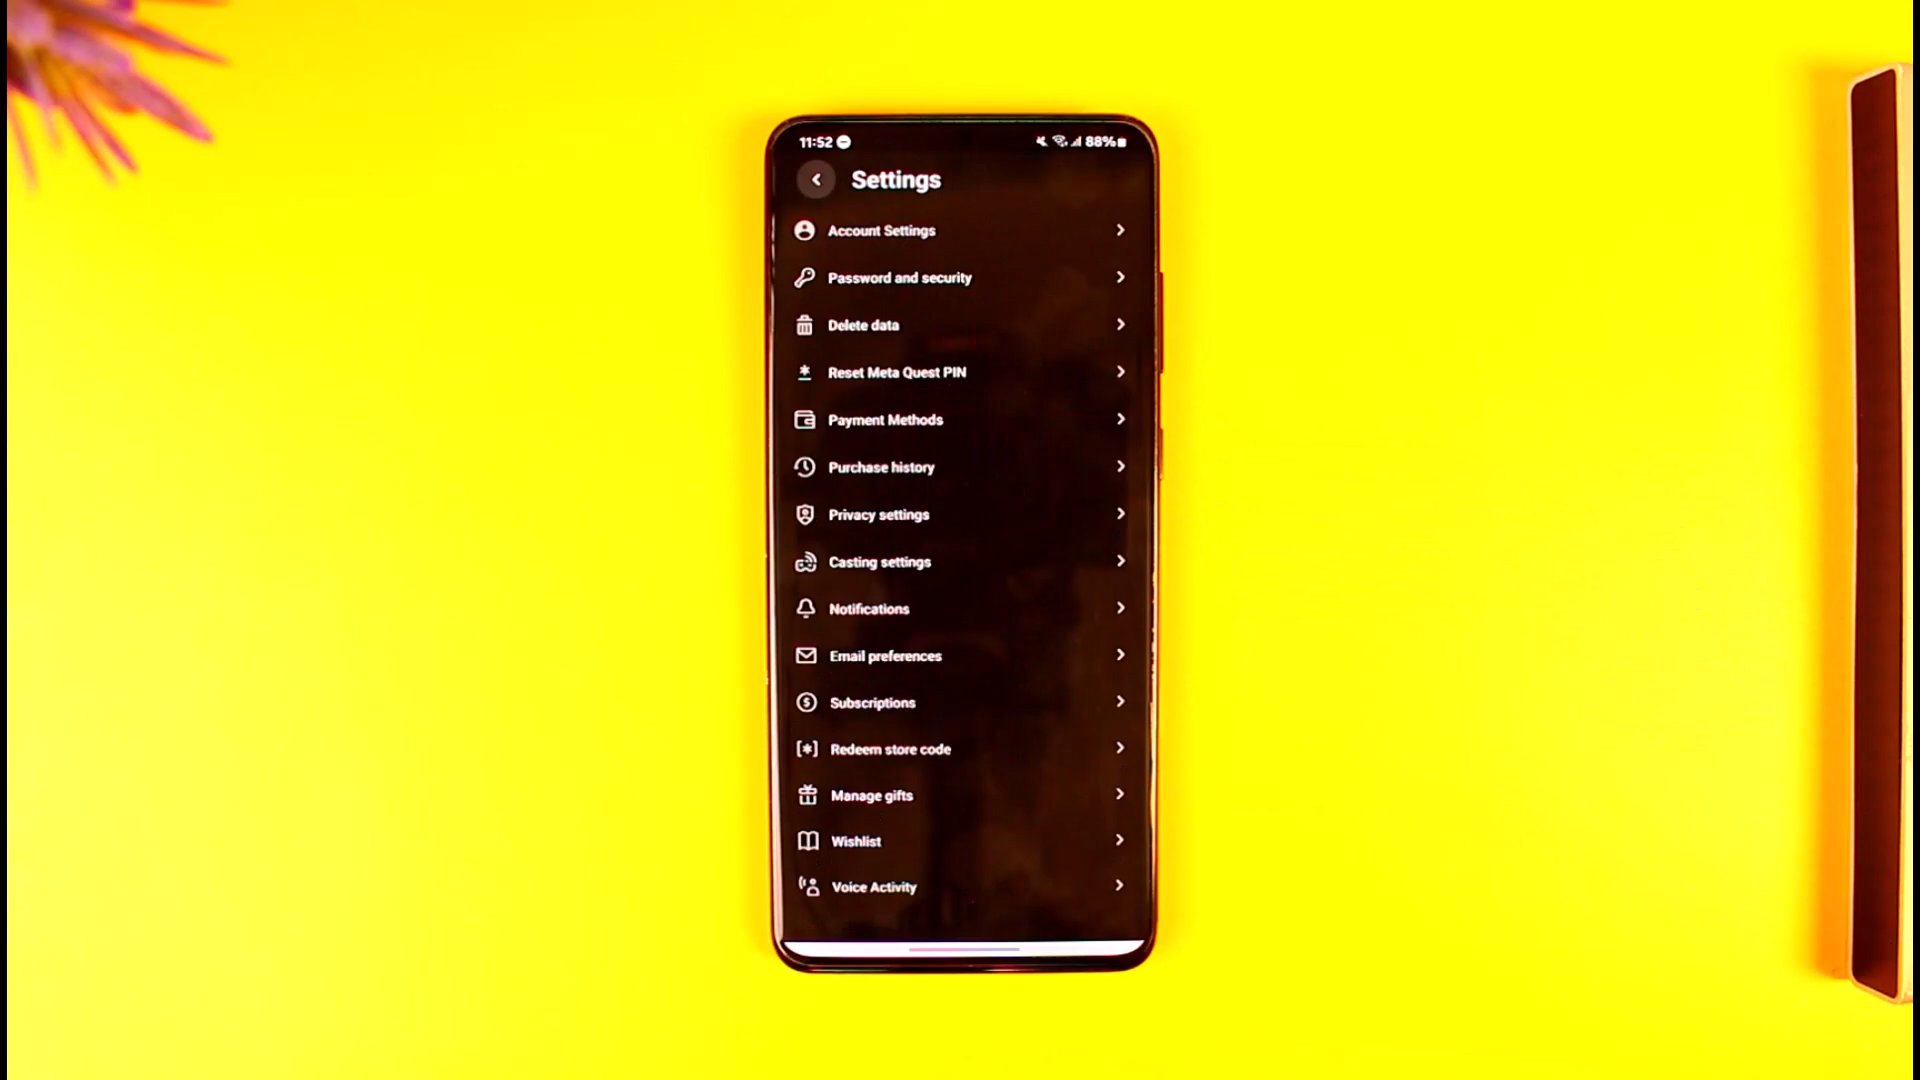 11:52 88%
Settings
Account Settings
Password and security
Delete data
Reset Meta Quest PIN
Payment Methods
Purchase history
Privacy settings
Casting settings
Notifications
Email preferences
Subscriptions
Redeem store code
Manage gifts
Wishlist
Voice Activity